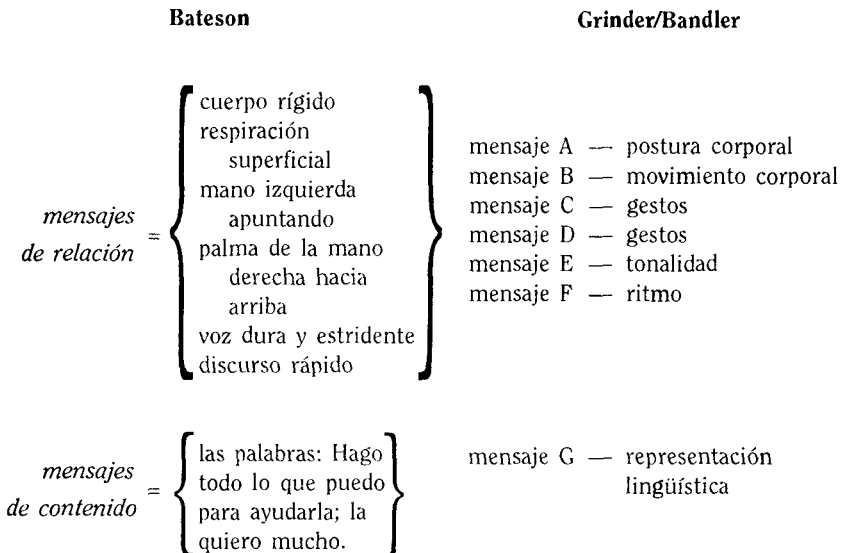 Bateson
Grinder/Bandler
mensajes
de relación
=
cuerpo rígido
respiración
superficial
mano izquierda
apuntando
palma de la mano
derecha hacia
arriba
voz dura y estridente
discurso rápido
mensaje A — postura corporal
mensaje B — movimiento corporal
mensaje C — gestos
mensaje D — gestos
mensaje E — tonalidad
mensaje F — ritmo
mensajes
de contenido
=
las palabras: Hago
todo lo que puedo
para ayudarla; la
quiero mucho.
mensaje G — representación
lingüística